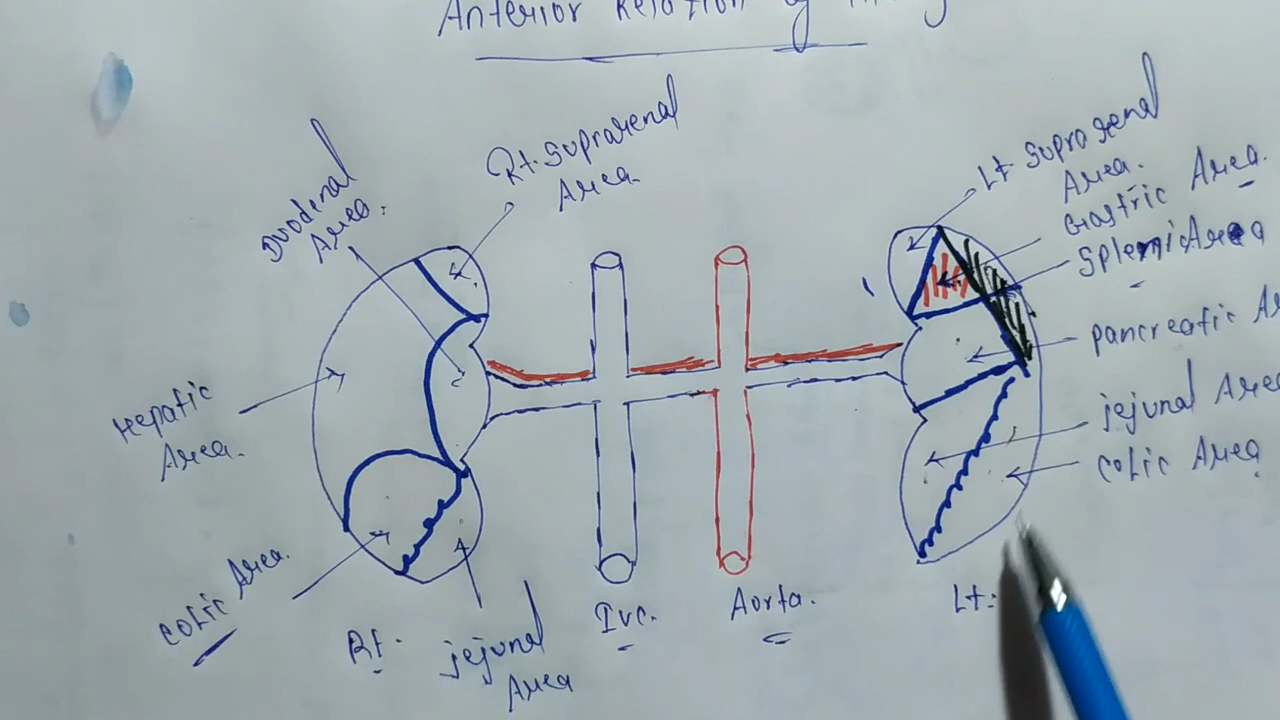 Anterior Relation of
Rt. Suprarenal
Area.
Duodenal
Area.
Lt. Suprarenal
Area.
Gastric Area.
Splenic Area
Pancreatic
Hepatic
Area.
jejunal Area
Colic Area
Colic Area.
Rt.
jejunal
Area
Ivc.
Aorta.
Lt.